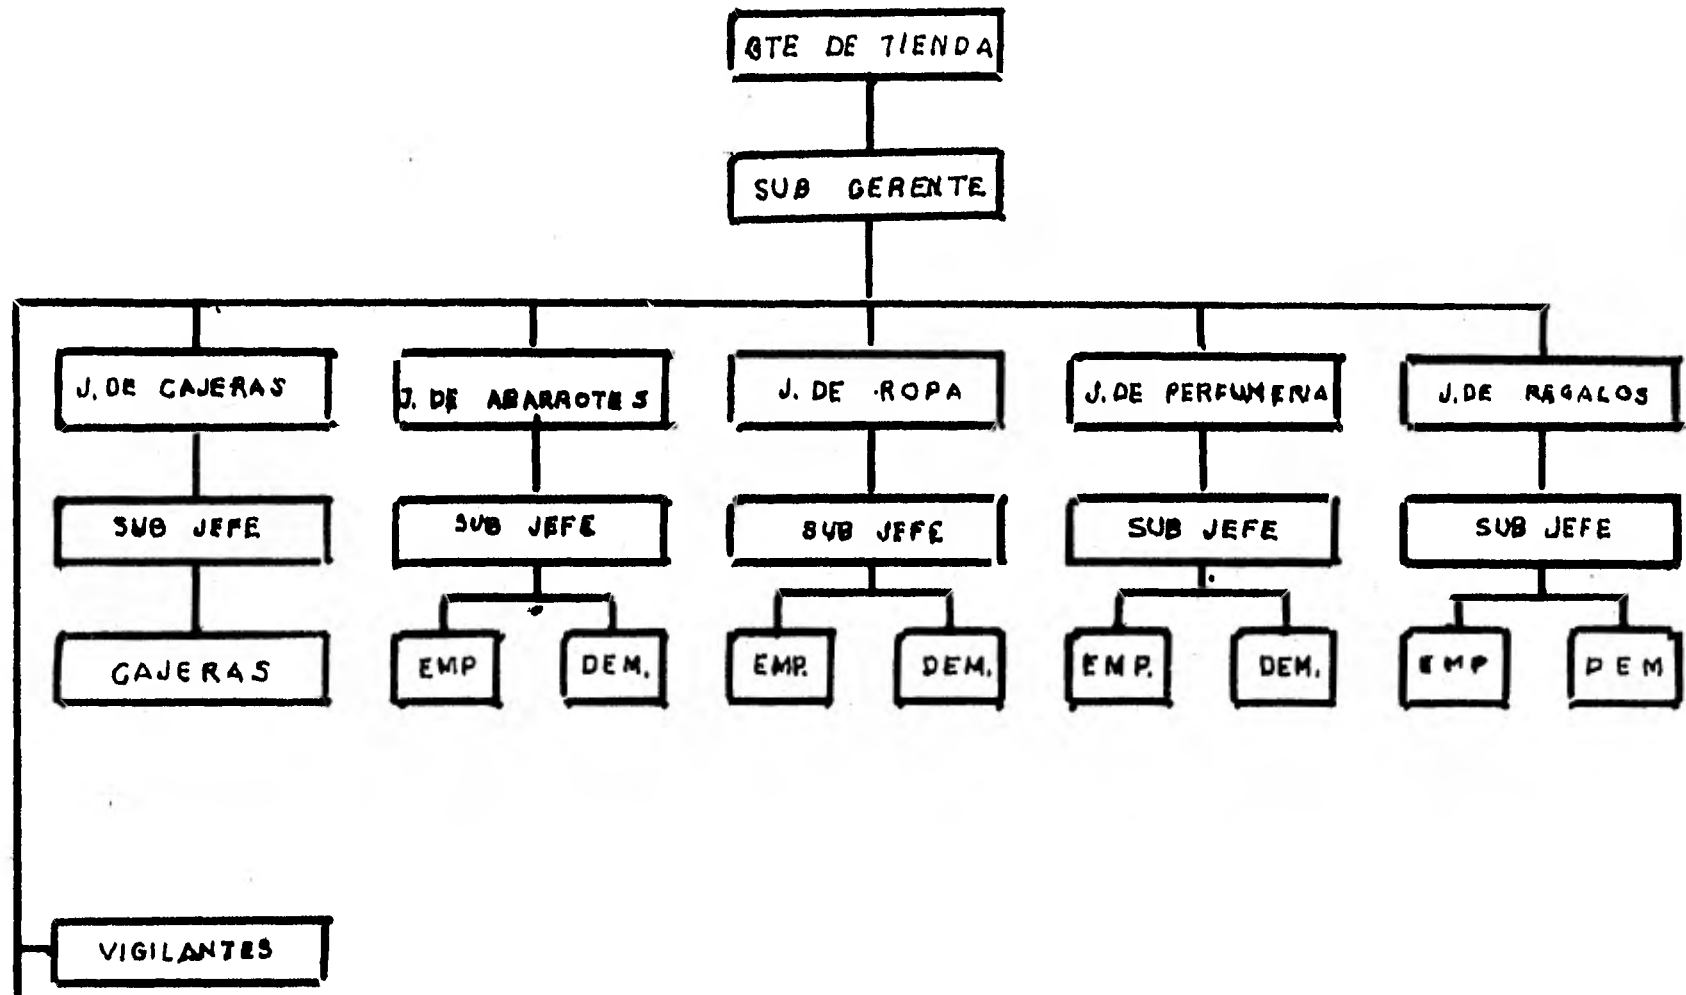 GTE DE TIENDA
SUB GERENTE
J. DE CAJERAS
J. DE ABARROTES
J. DE ROPA
J. DE PERFUMERIA
J. DE REGALOS
SUB JEFE
SUB JEFE
SUB JEFE
SUB JEFE
SUB JEFE
CAJERAS
EMP
DEM.
EMP.
DEM.
EMP.
DEM.
EMP
DEM
VIGILANTES